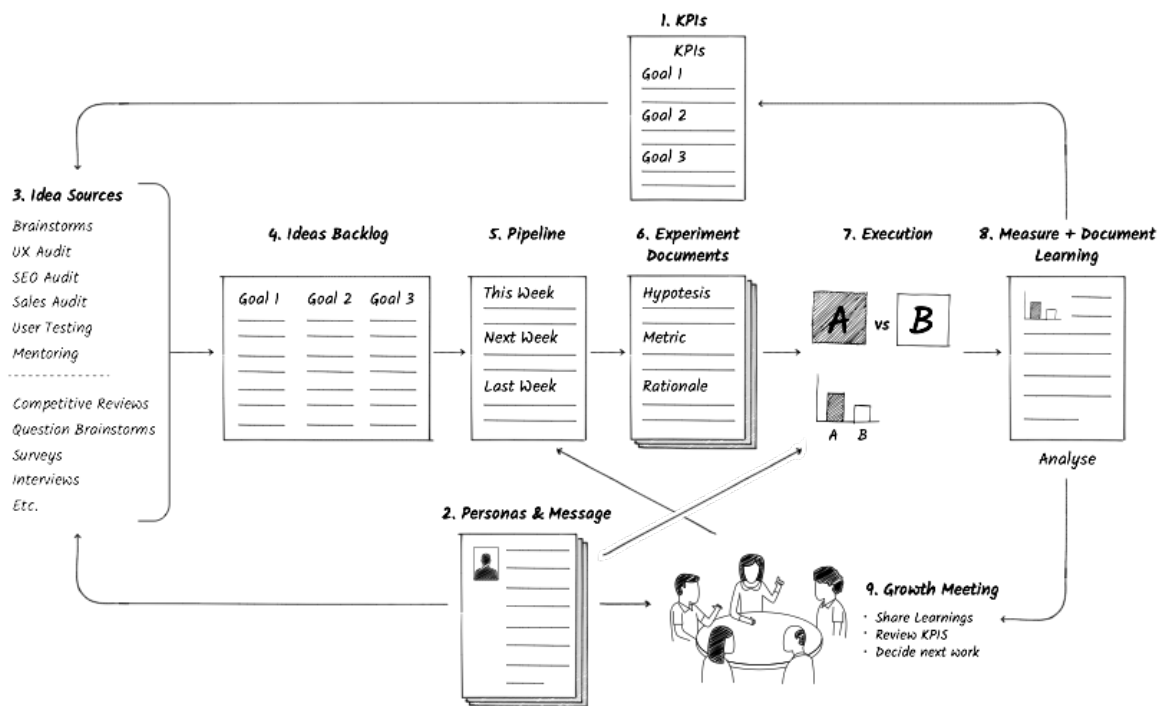 1. KPIs
KPIs
Goal 1
Goal 2
Goal 3
3. Idea Sources
Brainstorms
UX Audit
SEO Audit
Sales Audit
User Testing
Mentoring
Competitive Reviews
Question Brainstorms
Surveys
Interviews
Etc.
4. Ideas Backlog
Goal 1 Goal 2 Goal 3
5. Pipeline
This Week
Next Week
Last Week
6. Experiment
Documents
Hypotesis
Metric
Rationale
7. Execution
A vs B
A B
8. Measure + Document
Learning
Analyse
2. Personas & Message
9. Growth Meeting
· Share Learnings
· Review KPIS
· Decide next work